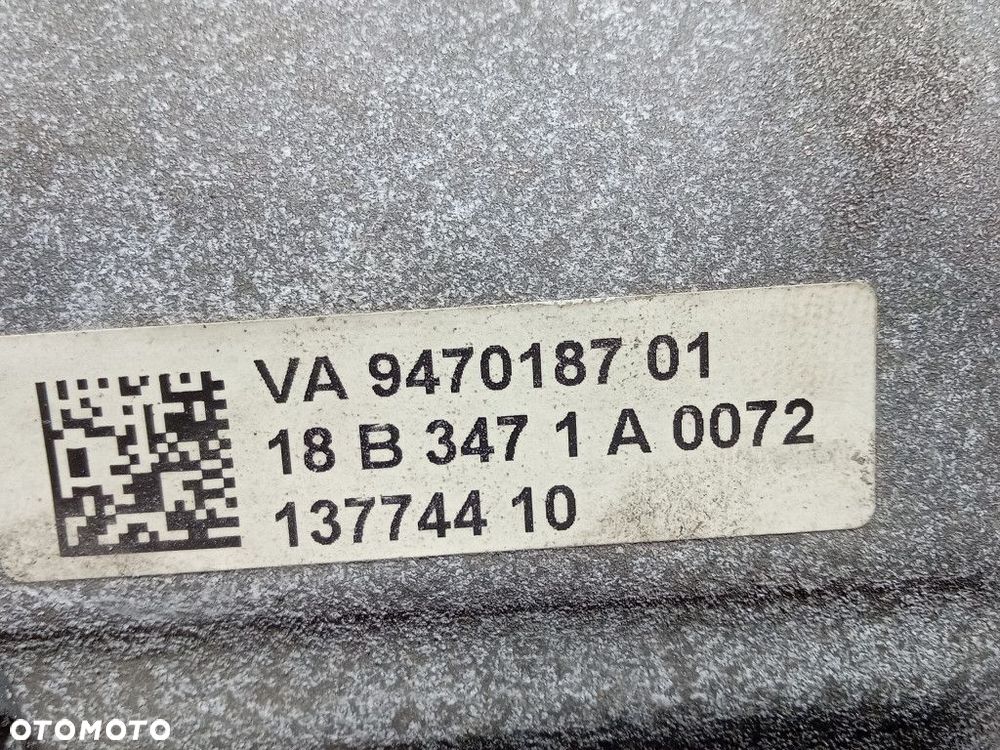 VA 9470187 01
18 B 347 1 A 0072
137744 10
OTOMOTO